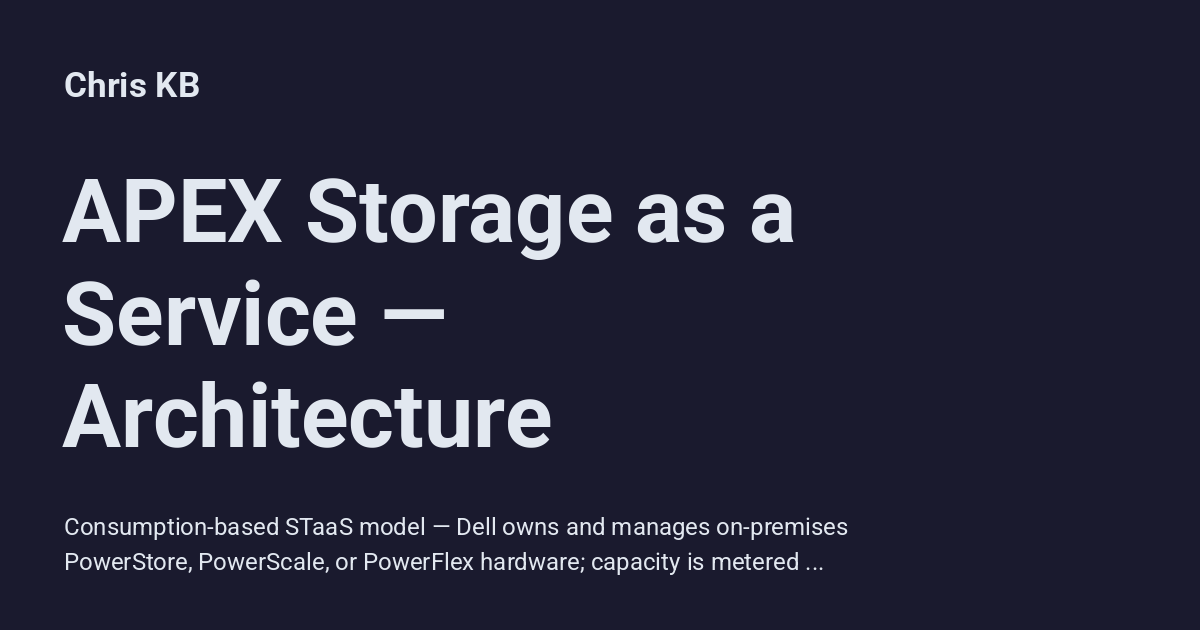 Chris KB
APEX Storage as a
Service —
Architecture
Consumption-based STaaS model — Dell owns and manages on-premises
PowerStore, PowerScale, or PowerFlex hardware; capacity is metered ...